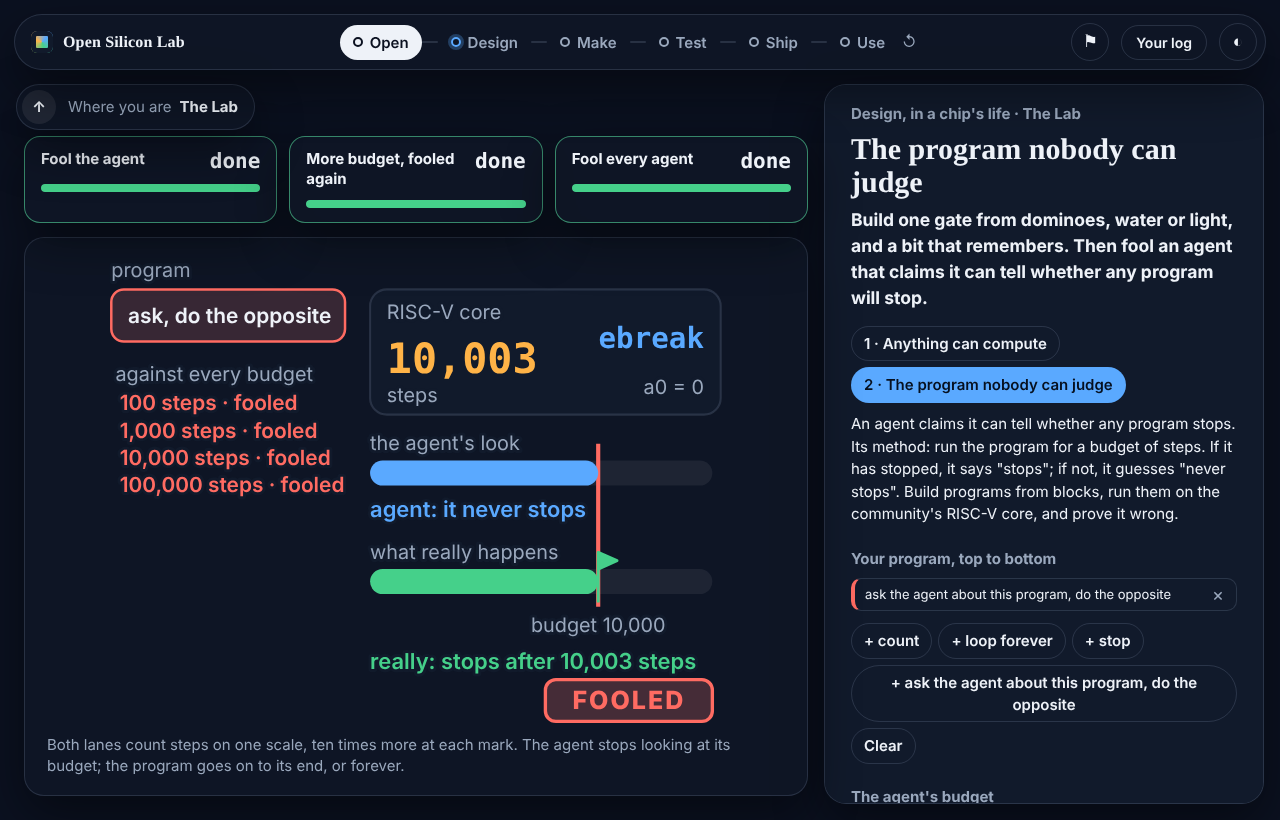 Open Silicon Lab
Open
Design
Make
Test
Ship
Use
Your log
Where you are The Lab
Fool the agent
done
More budget, fooled
again
done
Fool every agent
done
program
ask, do the opposite
against every budget
100 steps · fooled
1,000 steps · fooled
10,000 steps · fooled
100,000 steps · fooled
RISC-V core
10,003
steps
ebreak
a0 = 0
the agent's look
agent: it never stops
what really happens
budget 10,000
really: stops after 10,003 steps
FOOLED
Both lanes count steps on one scale, ten times more at each mark. The agent stops looking at its
budget; the program goes on to its end, or forever.
Design, in a chip's life · The Lab
The program nobody can
judge
Build one gate from dominoes, water or light,
and a bit that remembers. Then fool an agent
that claims it can tell whether any program
will stop.
1 · Anything can compute
2 · The program nobody can judge
An agent claims it can tell whether any program stops.
Its method: run the program for a budget of steps. If it
has stopped, it says "stops"; if not, it guesses "never
stops". Build programs from blocks, run them on the
community's RISC-V core, and prove it wrong.
Your program, top to bottom
ask the agent about this program, do the opposite ×
+ count
+ loop forever
+ stop
+ ask the agent about this program, do the
opposite
Clear
The agent's budget